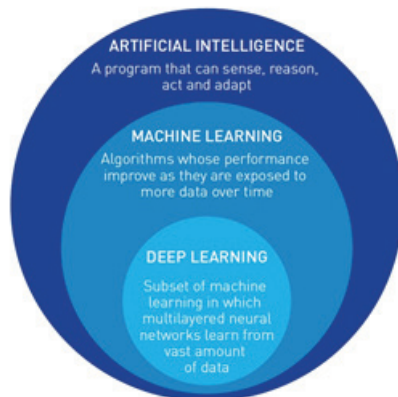 ARTIFICIAL INTELLIGENCE
A program that can sense, reason,
act and adapt
MACHINE LEARNING
Algorithms whose performance
improve as they are exposed to
more data over time
DEEP LEARNING
Subset of machine
learning in which
multilayered neural
networks learn from
vast amount
of data